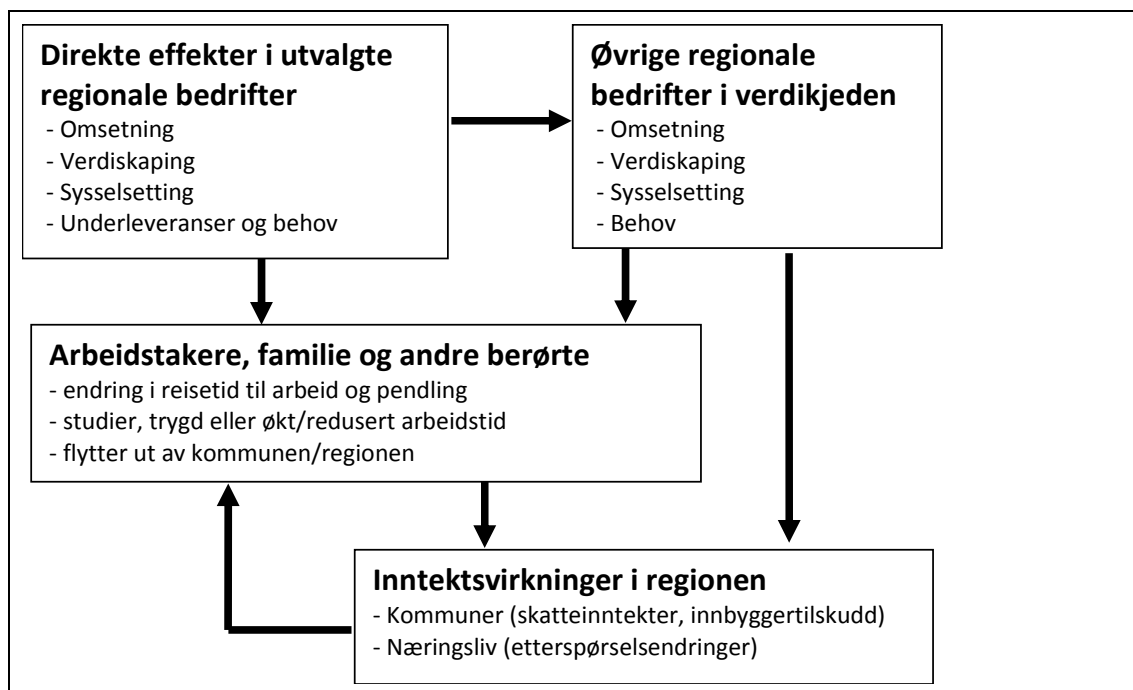 Direkte effekter i utvalgte
regionale bedrifter
- Omsetning
- Verdiskaping
- Sysselsetting
- Underleveranser og behov
Øvrige regionale
bedrifter i verdikjeden
- Omsetning
- Verdiskaping
- Sysselsetting
- Behov
Arbeidstakere, familie og andre berørte
- endring i reisetid til arbeid og pendling
- studier, trygd eller økt/redusert arbeidstid
- flytter ut av kommunen/regionen
Inntektsvirkninger i regionen
- Kommuner (skatteinntekter, innbyggertilskudd)
- Næringsliv (etterspørselsendringer)